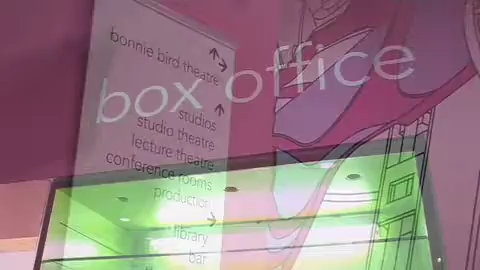 bonnie bird theatre
box office
studios
studio theatre
lecture theatre
conference rooms
production
library
bar